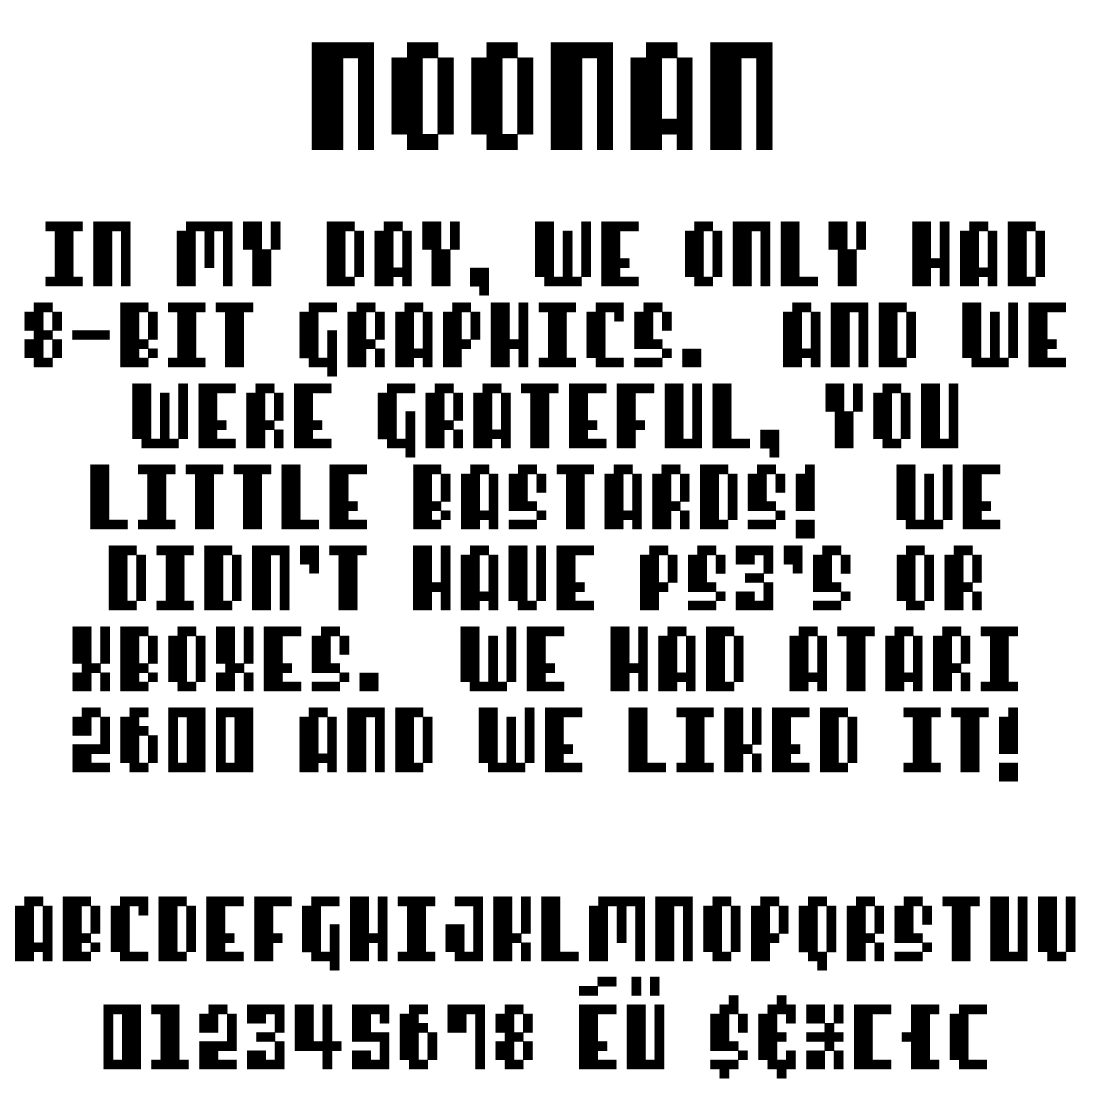 NOONAN
IN MY DAY, WE ONLY HAD
8-BIT GRAPHICS. AND WE
WERE GRATEFUL, YOU
LITTLE BASTARDS! WE
DIDN'T HAVE PS3'S OR
XBOXES. WE HAD ATARI
2600 AND WE LIKED IT!
ABCDEFGHIJKLMNOPQRSTUV
012345678 ÉÜ $¢※[{(